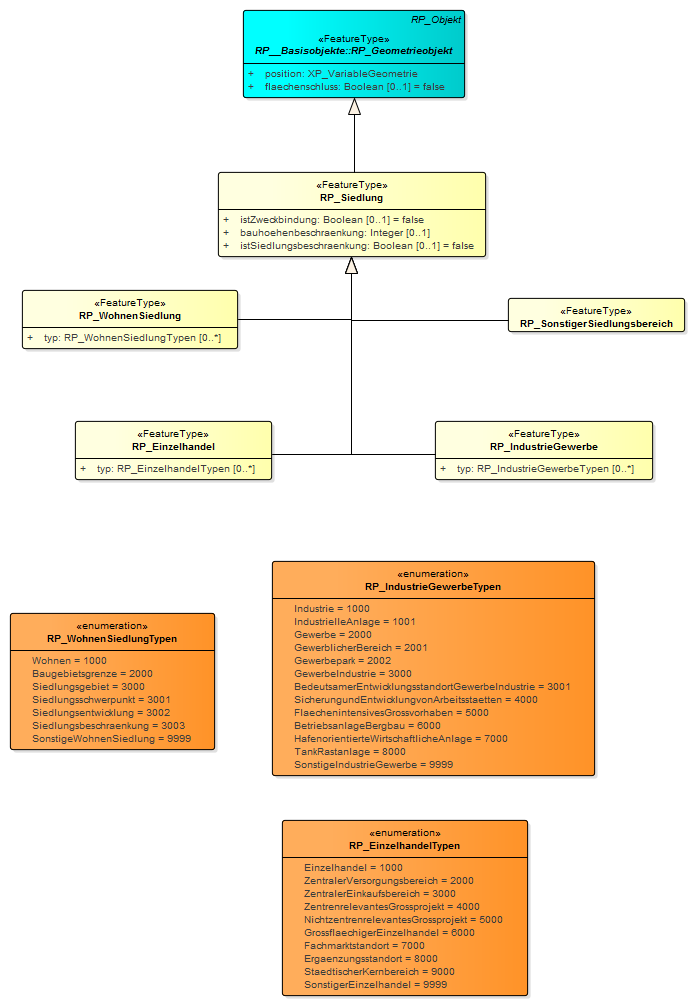 RP_Objekt
«FeatureType»
RP__Basisobjekte::RP_Geometrieobjekt
+ position: XP_VariableGeometrie
+ flaechenschluss: Boolean [0..1] = false
«FeatureType»
RP_Siedlung
+ istZweckbindung: Boolean [0..1] = false
+ bauhoehenbeschraenkung: Integer [0..1]
+ istSiedlungsbeschraenkung: Boolean [0..1] = false
«FeatureType»
RP_WohnenSiedlung
+ typ: RP_WohnenSiedlungTypen [0..*]
«FeatureType»
RP_SonstigerSiedlungsbereich
«FeatureType»
RP_Einzelhandel
+ typ: RP_EinzelhandelTypen [0..*]
«FeatureType»
RP_IndustrieGewerbe
+ typ: RP_IndustrieGewerbeTypen [0..*]
«enumeration»
RP_IndustrieGewerbeTypen
Industrie = 1000
IndustrielleAnlage = 1001
Gewerbe = 2000
GewerblicherBereich = 2001
Gewerbepark = 2002
GewerbeIndustrie = 3000
BedeutsamerEntwicklungsstandortGewerbeIndustrie = 3001
SicherungundEntwicklungvonArbeitsstaetten = 4000
FlaechenintensivesGrossvorhaben = 5000
BetriebsanlageBergbau = 6000
HafenorientierteWirtschaftlicheAnlage = 7000
TankRastanlage = 8000
SonstigeIndustrieGewerbe = 9999
«enumeration»
RP_WohnenSiedlungTypen
Wohnen = 1000
Baugebietsgrenze = 2000
Siedlungsgebiet = 3000
Siedlungsschwerpunkt = 3001
Siedlungsentwicklung = 3002
Siedlungsbeschraenkung = 3003
SonstigeWohnenSiedlung = 9999
«enumeration»
RP_EinzelhandelTypen
Einzelhandel = 1000
ZentralerVersorgungsbereich = 2000
ZentralerEinkaufsbereich = 3000
ZentrenrelevantesGrossprojekt = 4000
NichtzentrenrelevantesGrossprojekt = 5000
GrossflaechigerEinzelhandel = 6000
Fachmarktstandort = 7000
Ergaenzungsstandort = 8000
StaedtischerKernbereich = 9000
SonstigerEinzelhandel = 9999